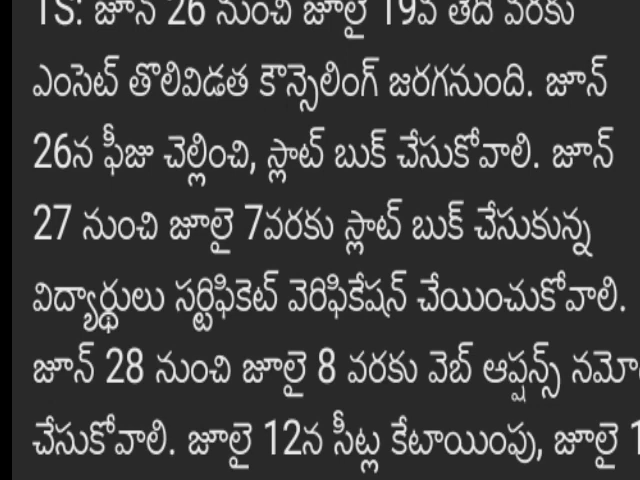 TS: జూన్ 26 నుంచి జూలై 19వ తేదీ వరకు
ఎంసెట్ తొలివిడత కౌన్సెలింగ్ జరగనుంది. జూన్
26న ఫీజు చెల్లించి, స్లాట్ బుక్ చేసుకోవాలి. జూన్
27 నుంచి జూలై 7వరకు స్లాట్ బుక్ చేసుకున్న
విద్యార్థులు సర్టిఫికెట్ వెరిఫికేషన్ చేయించుకోవాలి.
జూన్ 28 నుంచి జూలై 8 వరకు వెబ్ ఆప్షన్స్
చేసుకోవాలి. జూలై 12న సీట్ల కేటాయింపు, జూలై